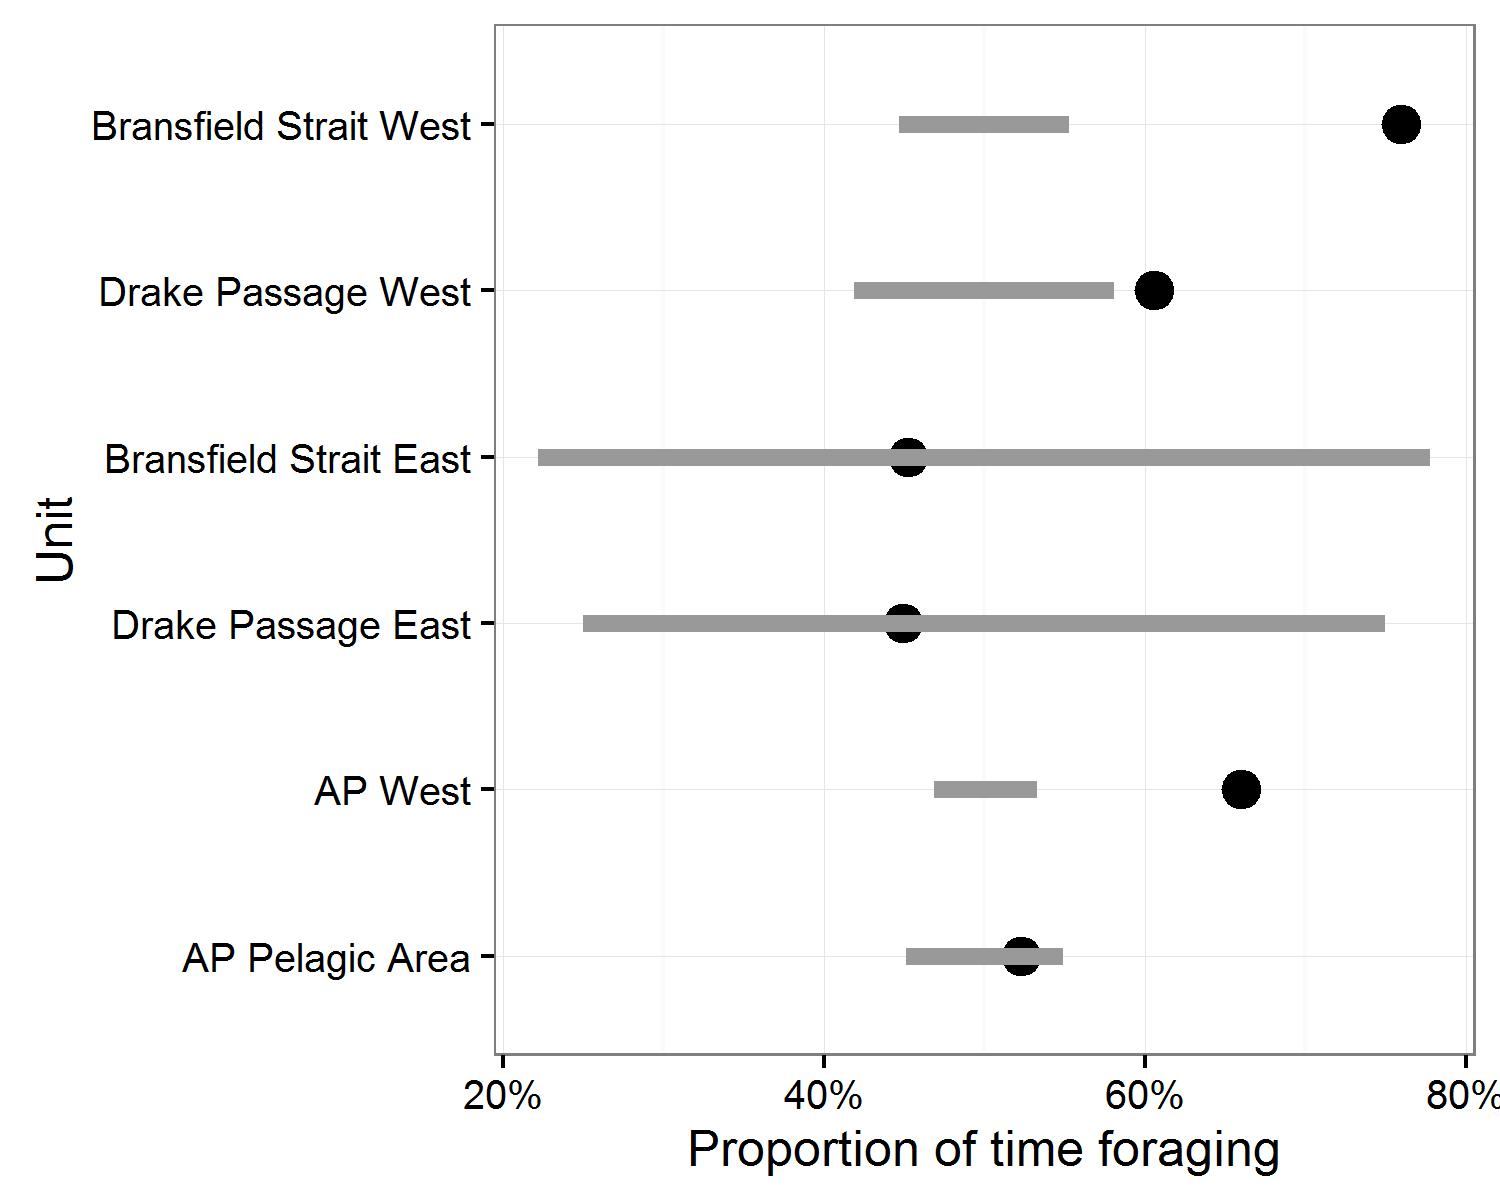 Bransfield Strait West
Drake Passage West
Bransfield Strait East
Drake Passage East
AP West
AP Pelagic Area
Unit
20% 40% 60% 80%
Proportion of time foraging